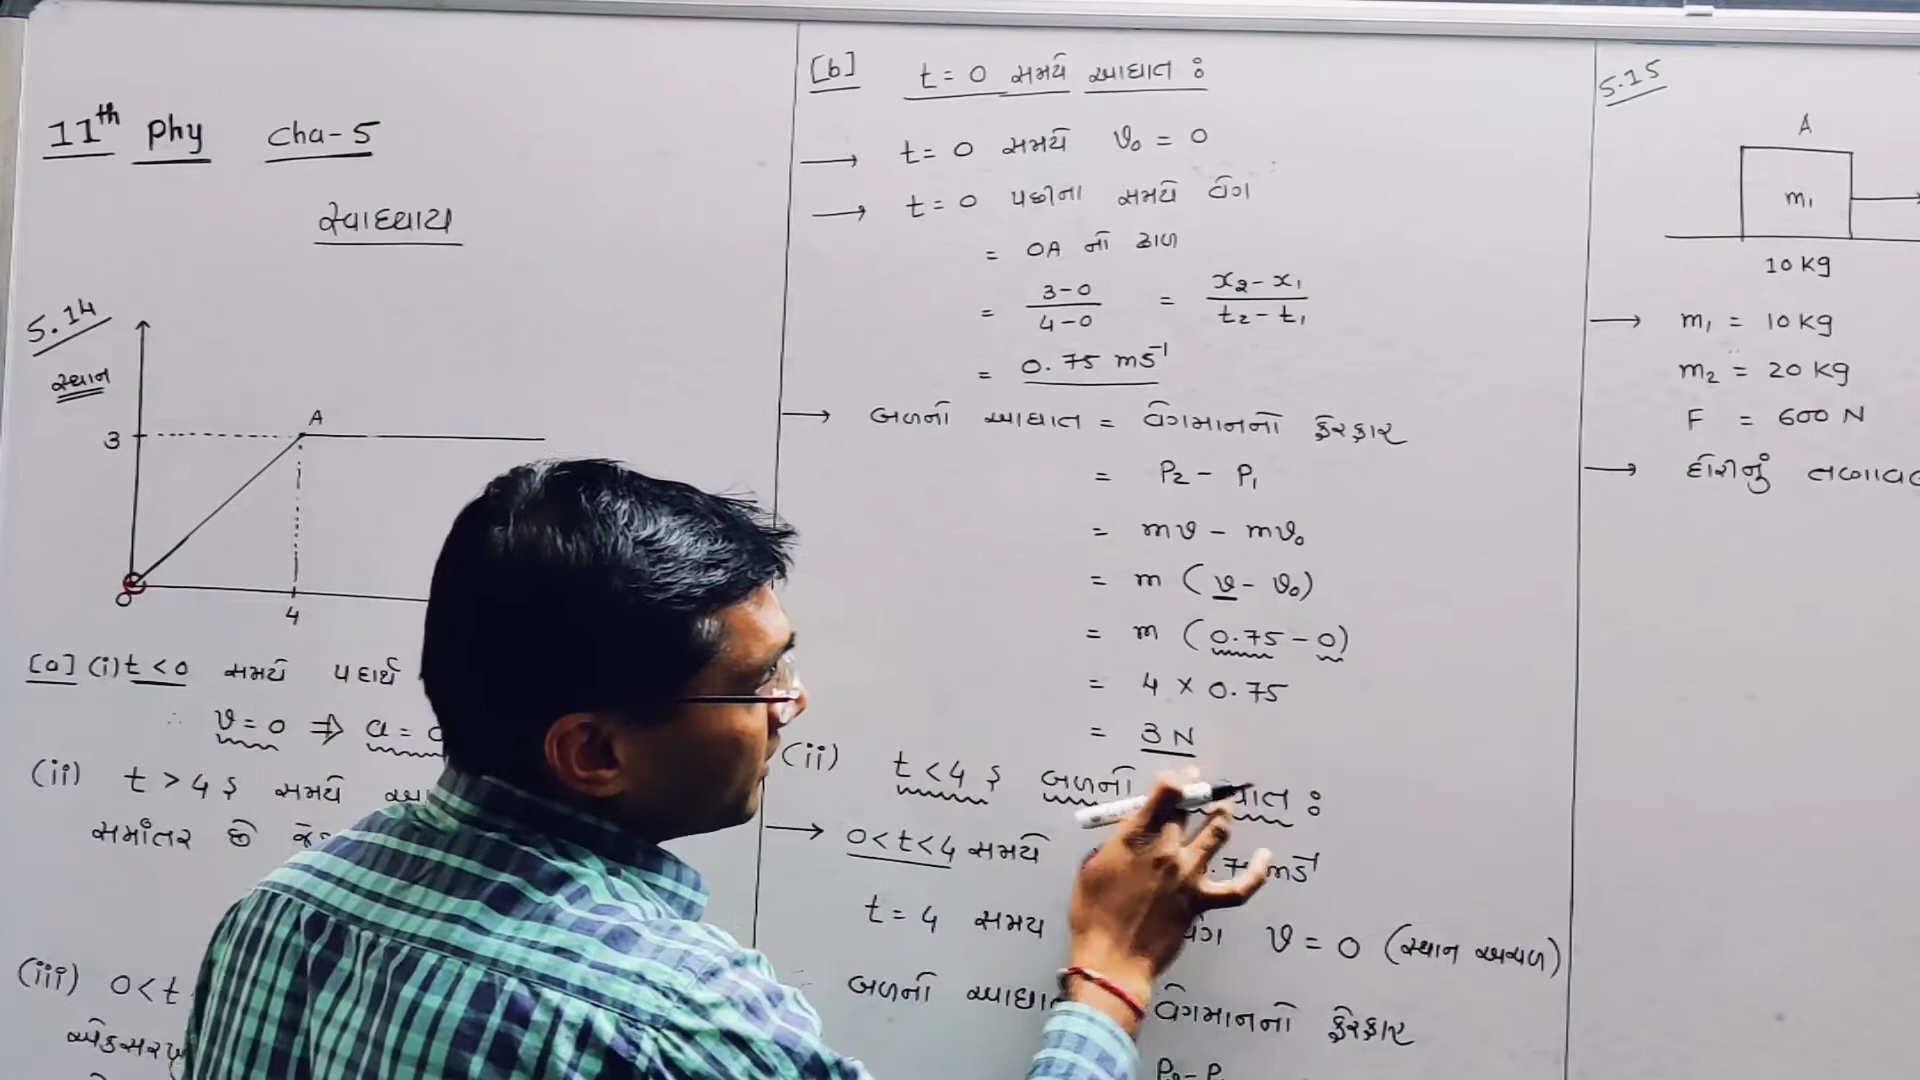 11th Phy Cha-5
સ્વાધ્યાય
5.14
સ્થાન
A
3
O
4
[a] (i) t < 0 સમયે પદાર્થ
∴ v = 0 ⇒ a = 0
(ii) t > 4 s સમયે
સમાંતર છે
(iii) 0 < t
[b] t = 0 સમયે આઘાત :
→ t = 0 સમયે v₀ = 0
→ t = 0 પછીના સમયે વેગ
= OA નો ઢાળ
= 3-0 / 4-0 = x₂ - x₁ / t₂ - t₁
= 0.75 ms⁻¹
→ બળનો આઘાત = વેગમાનનો ફેરફાર
= P₂ - P₁
= mv - mv₀
= m (v - v₀)
= m (0.75 - 0)
= 4 × 0.75
= 3 N
(ii) t < 4 s બળનો :
→ 0 < t < 4 સમયે ms⁻¹
t = 4 સમય v = 0 (સ્થાન અચળ)
બળનો વેગમાનનો ફેરફાર
P₂ - P
5.15
A
m₁
10 kg
→ m₁ = 10 kg
m₂ = 20 kg
F = 600 N
→ દોરીનું